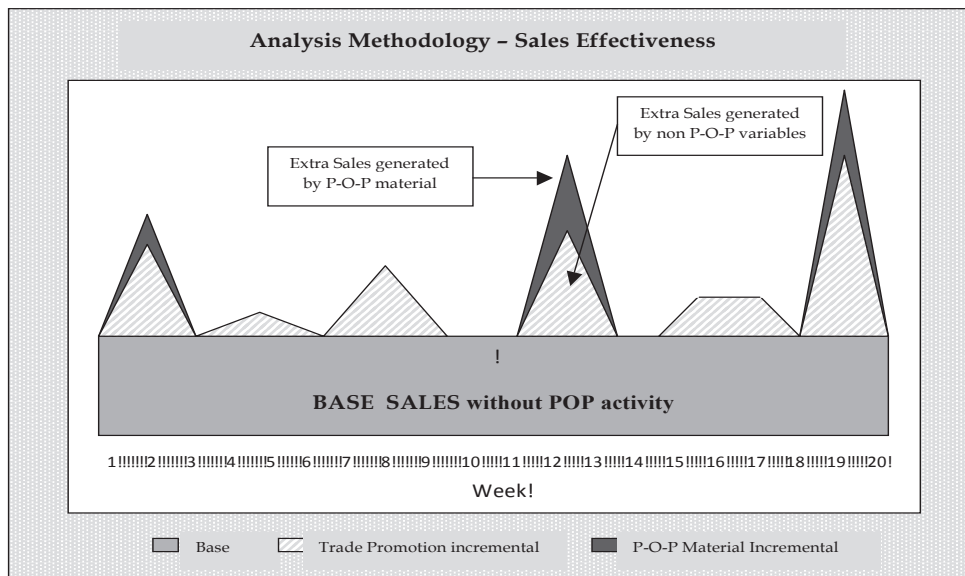 Analysis Methodology – Sales Effectiveness
Extra Sales generated
by non P-O-P variables
Extra Sales generated
by P-O-P material
!
BASE SALES without POP activity
1!!!!!!!2!!!!!!!3!!!!!!!4!!!!!!!5!!!!!!6!!!!!!!7!!!!!!!8!!!!!!!9!!!!!!!10!!!!!11!!!!!12!!!!!13!!!!!14!!!!!15!!!!!16!!!!!17!!!!!18!!!!!19!!!!!20!
Week!
Base Trade Promotion incremental P-O-P Material Incremental